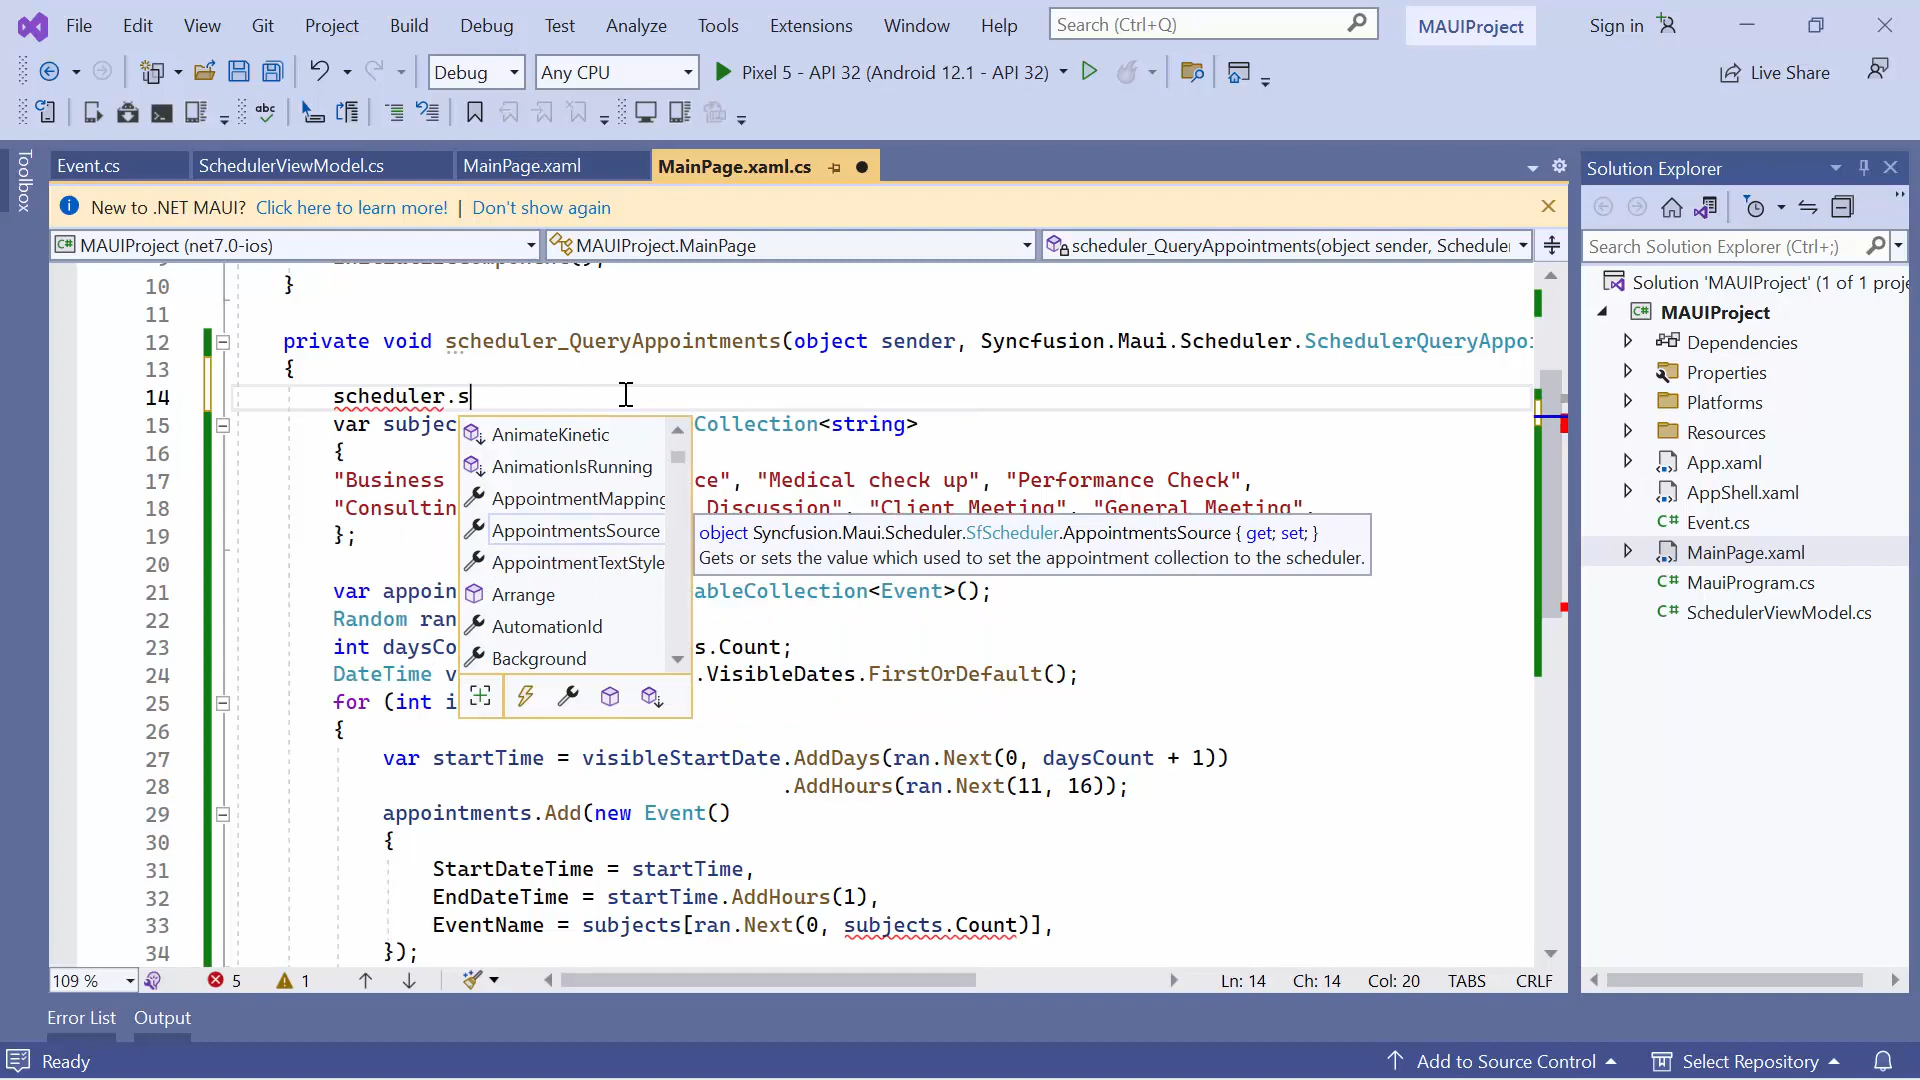 File Edit View Git Project Build Debug Test Analyze Tools Extensions Window Help Search (Ctrl+Q) MAUIProject Sign in
Debug Any CPU Pixel 5 - API 32 (Android 12.1 - API 32) Live Share
abc
Toolbox
Event.cs SchedulerViewModel.cs MainPage.xaml MainPage.xaml.cs
New to .NET MAUI? Click here to learn more! | Don't show again
MAUIProject (net7.0-ios) MAUIProject.MainPage scheduler_QueryAppointments(object sender, Scheduler
10 }
11
12 private void scheduler_QueryAppointments(object sender, Syncfusion.Maui.Scheduler.SchedulerQueryAppoi
13 {
14 scheduler.s
15 var subjec Collection<string>
16 {
17 "Business ce", "Medical check up", "Performance Check",
18 "Consultin Discussion", "Client Meeting", "General Meeting",
19 };
20
21 var appoin ableCollection<Event>();
22 Random ran
23 int daysCo s.Count;
24 DateTime v .VisibleDates.FirstOrDefault();
25 for (int i
26 {
27 var startTime = visibleStartDate.AddDays(ran.Next(0, daysCount + 1))
28 .AddHours(ran.Next(11, 16));
29 appointments.Add(new Event()
30 {
31 StartDateTime = startTime,
32 EndDateTime = startTime.AddHours(1),
33 EventName = subjects[ran.Next(0, subjects.Count)],
34 });
AnimateKinetic
AnimationIsRunning
AppointmentMapping
AppointmentsSource
AppointmentTextStyle
Arrange
AutomationId
Background
object Syncfusion.Maui.Scheduler.SfScheduler.AppointmentsSource { get; set; }
Gets or sets the value which used to set the appointment collection to the scheduler.
109 % 5 1 Ln: 14 Ch: 14 Col: 20 TABS CRLF
Error List Output
Ready Add to Source Control Select Repository
Solution Explorer
Search Solution Explorer (Ctrl+;)
Solution 'MAUIProject' (1 of 1 proje
MAUIProject
Dependencies
Properties
Platforms
Resources
App.xaml
AppShell.xaml
C# Event.cs
MainPage.xaml
C# MauiProgram.cs
C# SchedulerViewModel.cs